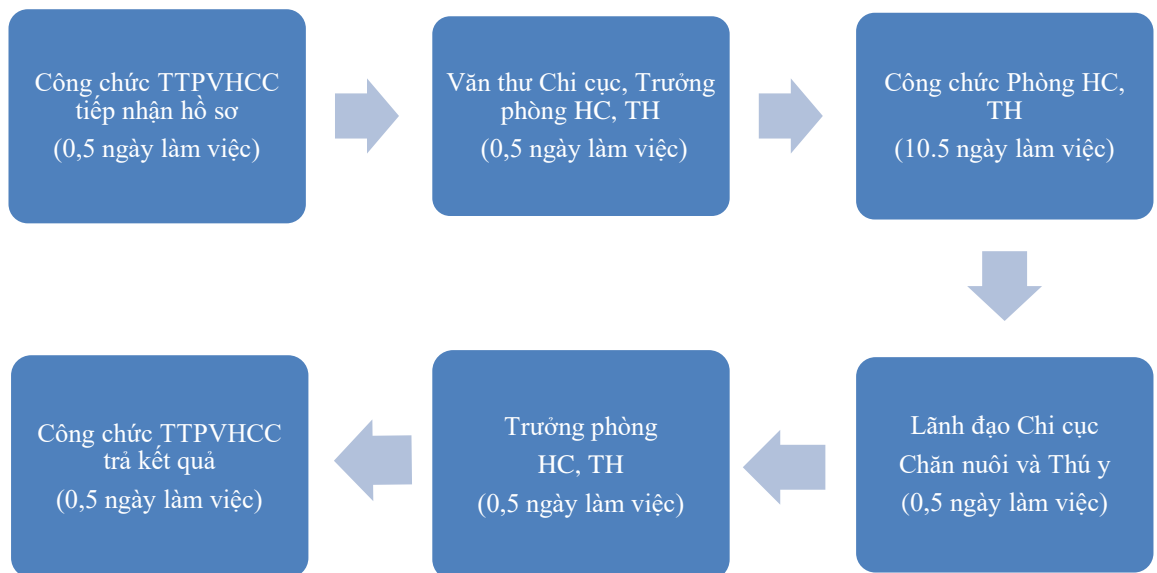 Công chức TTPVHCC
tiếp nhận hồ sơ
(0,5 ngày làm việc)
Văn thư Chi cục, Trưởng
phòng HC, TH
(0,5 ngày làm việc)
Công chức Phòng HC,
TH
(10.5 ngày làm việc)
Lãnh đạo Chi cục
Chăn nuôi và Thú y
(0,5 ngày làm việc)
Trưởng phòng
HC, TH
(0,5 ngày làm việc)
Công chức TTPVHCC
trả kết quả
(0,5 ngày làm việc)